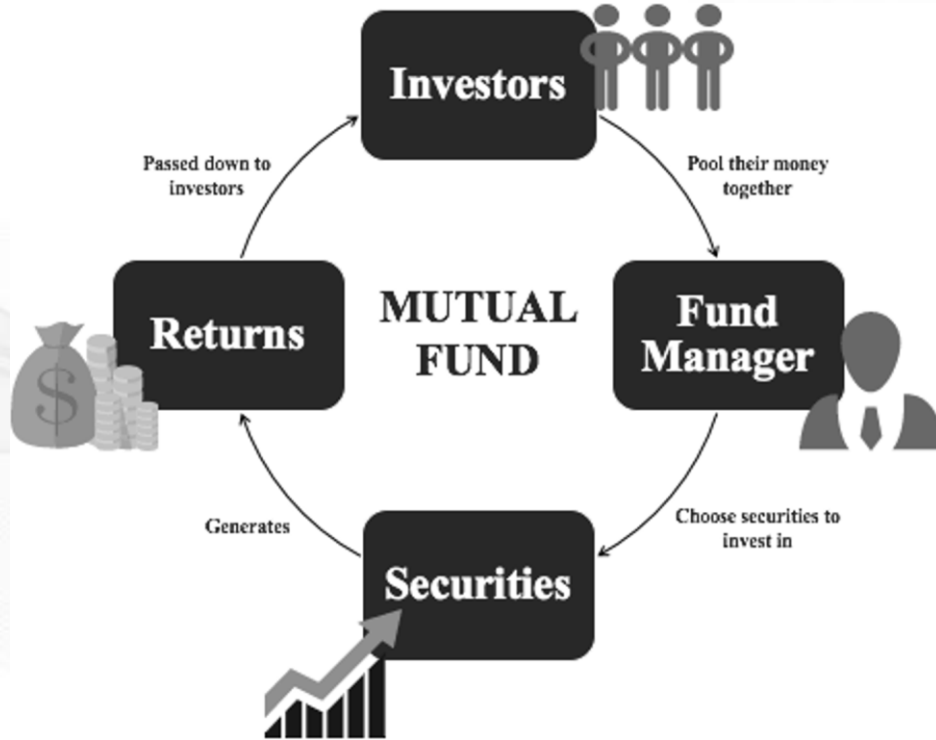 Investors
Pool their money
together
Fund
Manager
Choose securities to
invest in
Securities
Generates
Returns
$
Passed down to
investors
MUTUAL
FUND